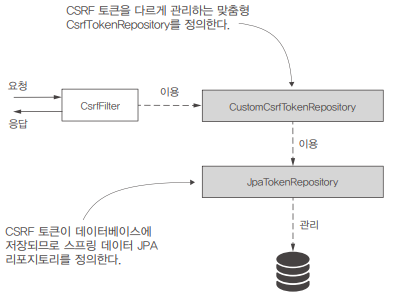 CSRF 토큰을 다르게 관리하는 맞춤형
CsrfTokenRepository를 정의한다.
요청
응답
CsrfFilter
이용
CustomCsrfTokenRepository
이용
JpaTokenRepository
관리
CSRF 토큰이 데이터베이스에
저장되므로 스프링 데이터 JPA
리포지토리를 정의한다.